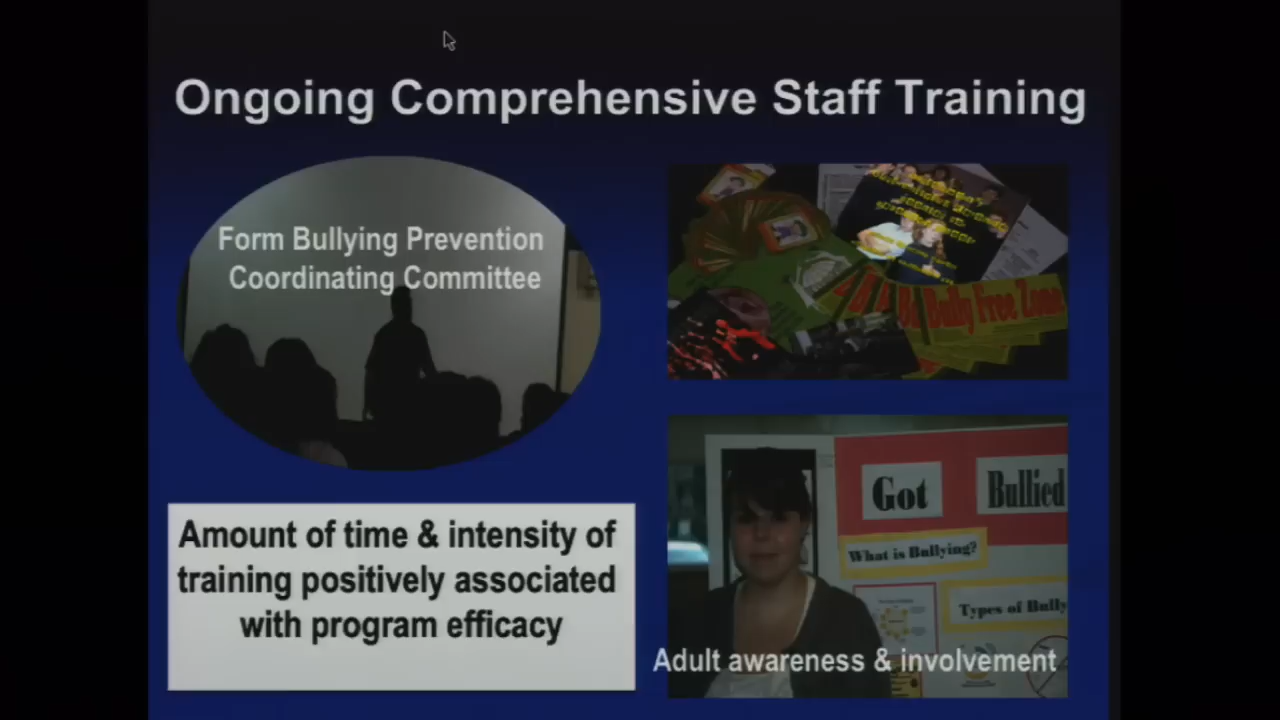 Ongoing Comprehensive Staff Training
Form Bullying Prevention
Coordinating Committee
Bully Free Zone
Amount of time & intensity of
training positively associated
with program efficacy
Got Bullied
What is Bullying?
Types of Bully
Adult awareness & involvement